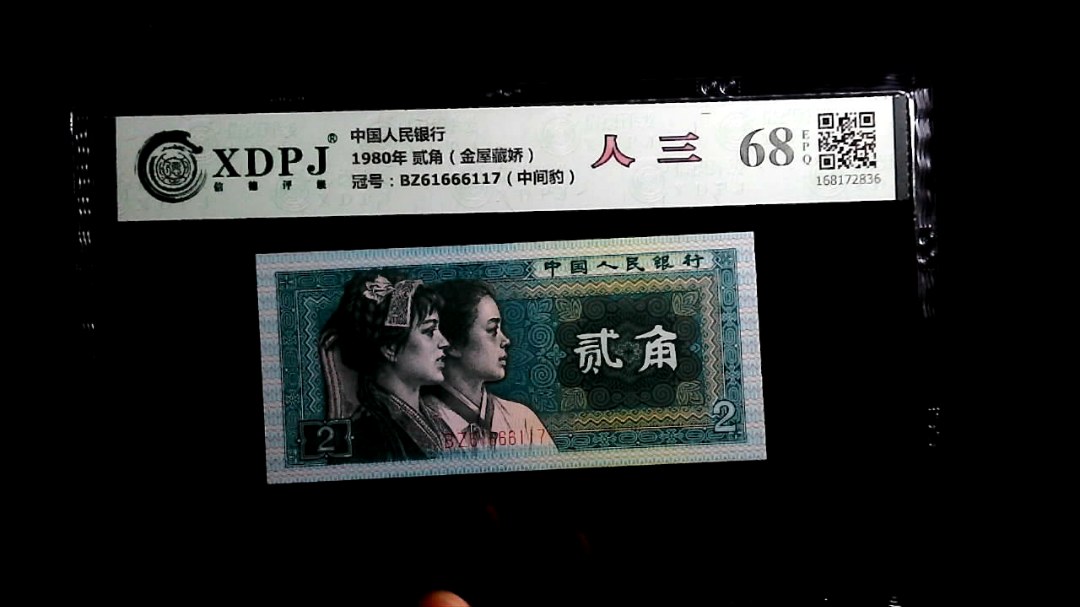 XDPJ®
信德评级
中国人民银行
1980年 贰角（金屋藏娇）
冠号：BZ61666117（中间豹）
人三
68
EPQ
168172836
中国人民银行
贰角
2
2
BZ61666117